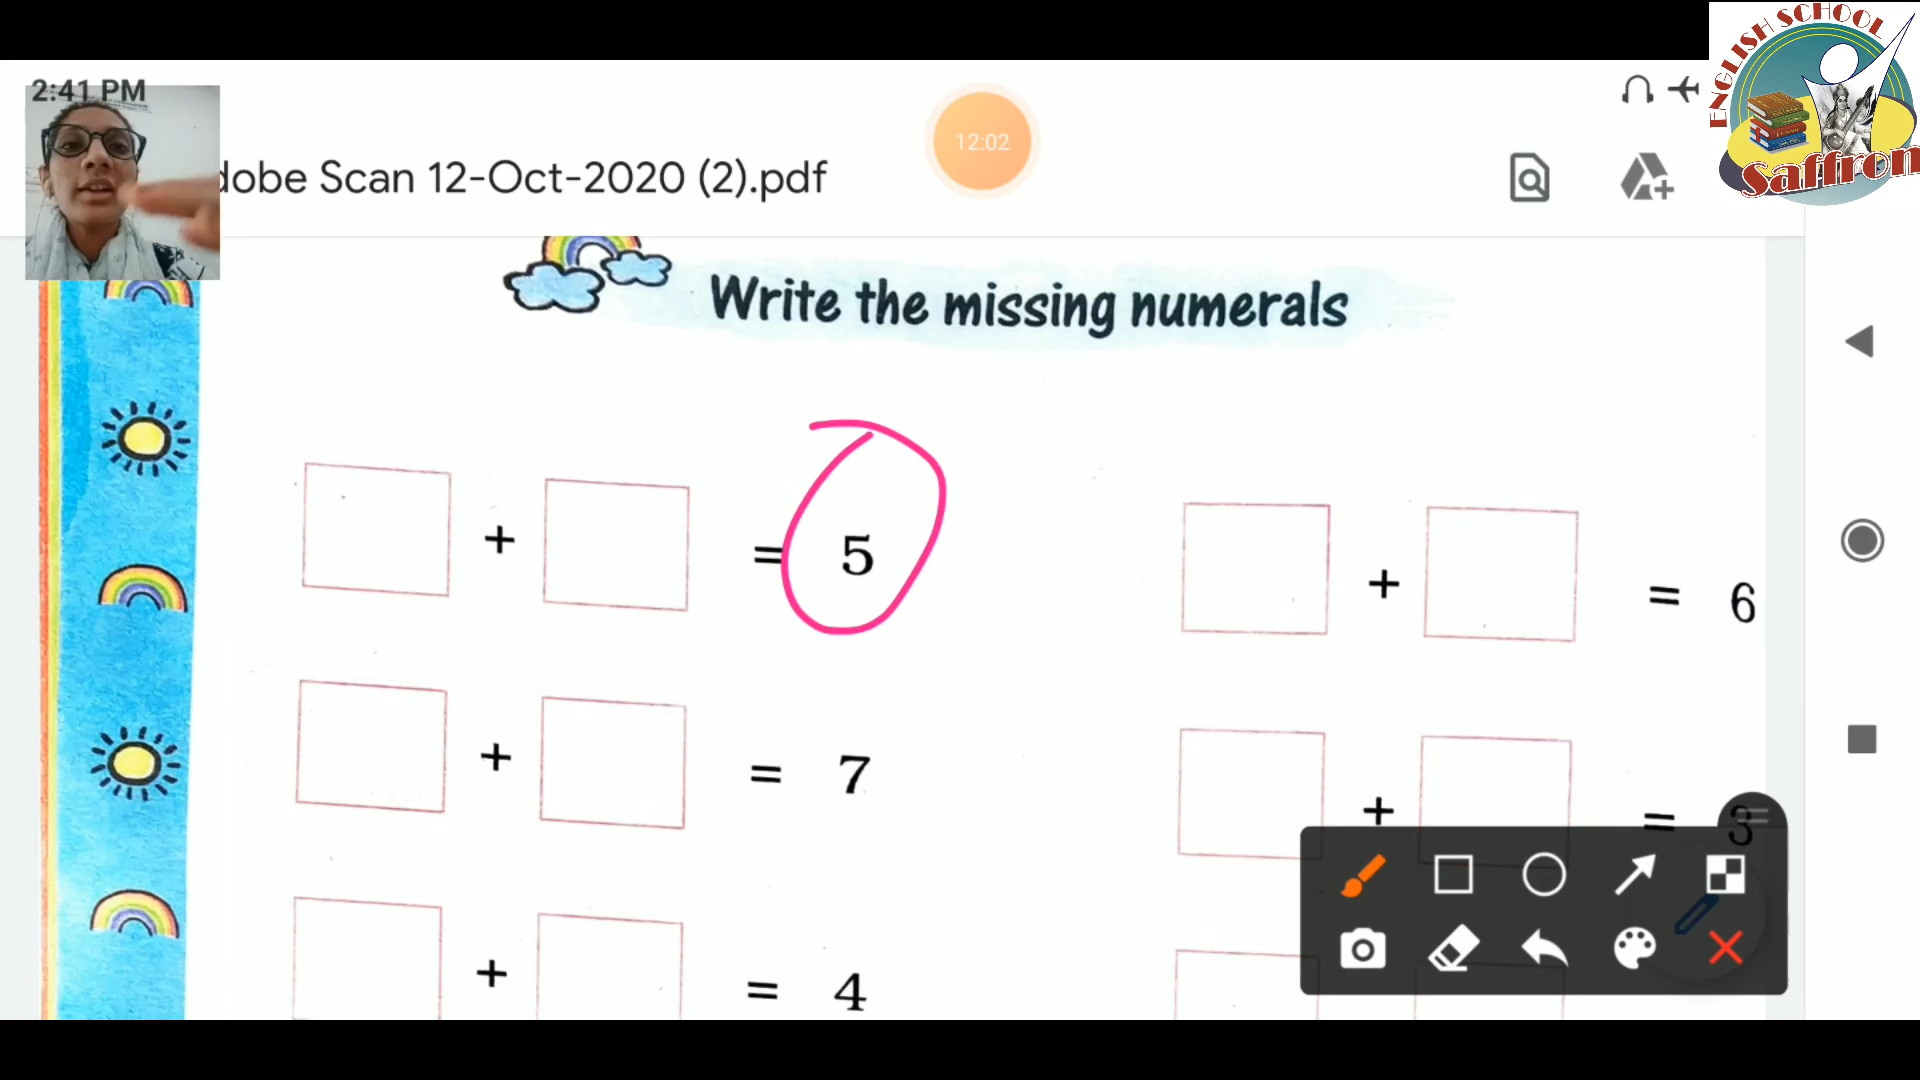 2:41 PM
12:02
dobe Scan 12-Oct-2020 (2).pdf
ENGLISH SCHOOL
Saffron
Write the missing numerals
+ = 5
+ = 6
+ = 7
+ = 3
+ = 4